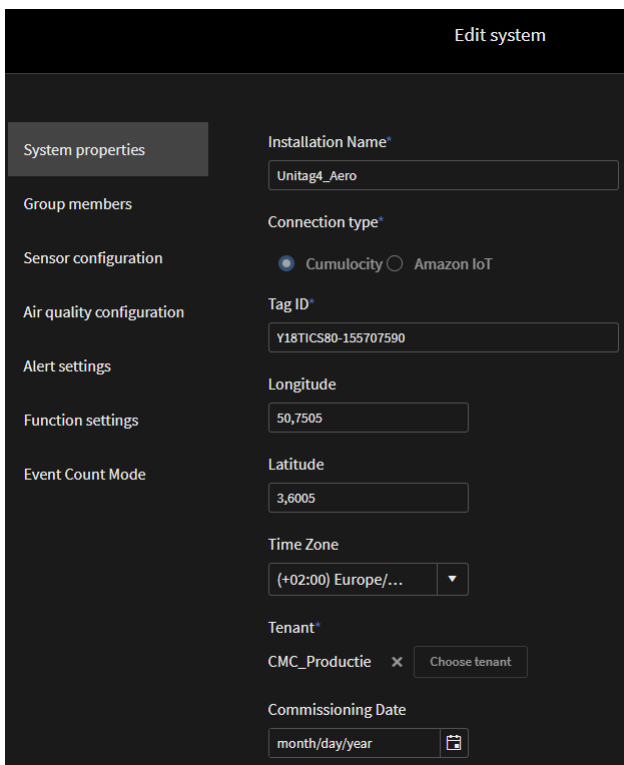 Edit system
System properties
Group members
Sensor configuration
Air quality configuration
Alert settings
Function settings
Event Count Mode
Installation Name*
Unitag4_Aero
Connection type*
Cumulocity Amazon IoT
Tag ID*
Y18TICS80-155707590
Longitude
50,7505
Latitude
3,6005
Time Zone
(+02:00) Europe/...
Tenant*
CMC_Productie × Choose tenant
Commissioning Date
month/day/year